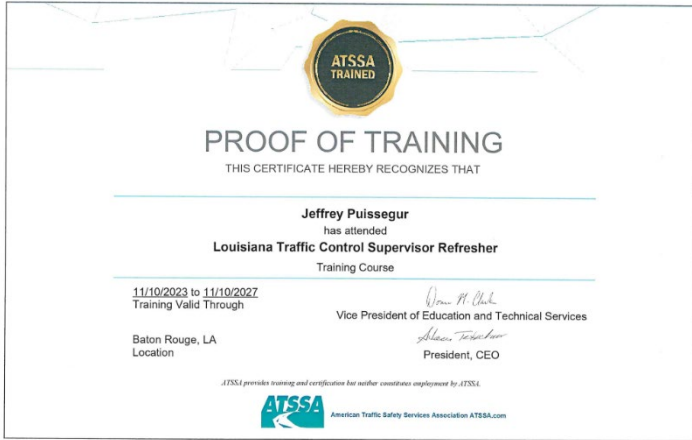 ATSSA
TRAINED
PROOF OF TRAINING
THIS CERTIFICATE HEREBY RECOGNIZES THAT
Jeffrey Puissegur
has attended
Louisiana Traffic Control Supervisor Refresher
Training Course
11/10/2023 to 11/10/2027
Training Valid Through
Vice President of Education and Technical Services
Baton Rouge, LA
Location
President, CEO
ATSSA provides training and certification but neither constitutes employment by ATSSA.
ATSSA
American Traffic Safety Services Association ATSSA.com